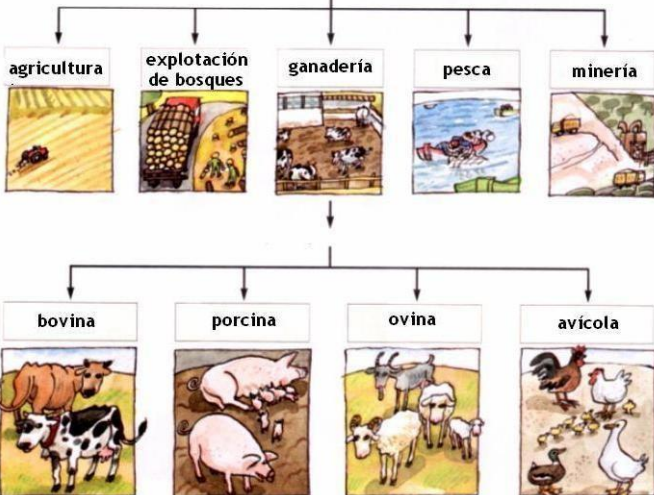 agricultura
explotación
de bosques
ganadería
pesca
minería
bovina
porcina
ovina
avícola